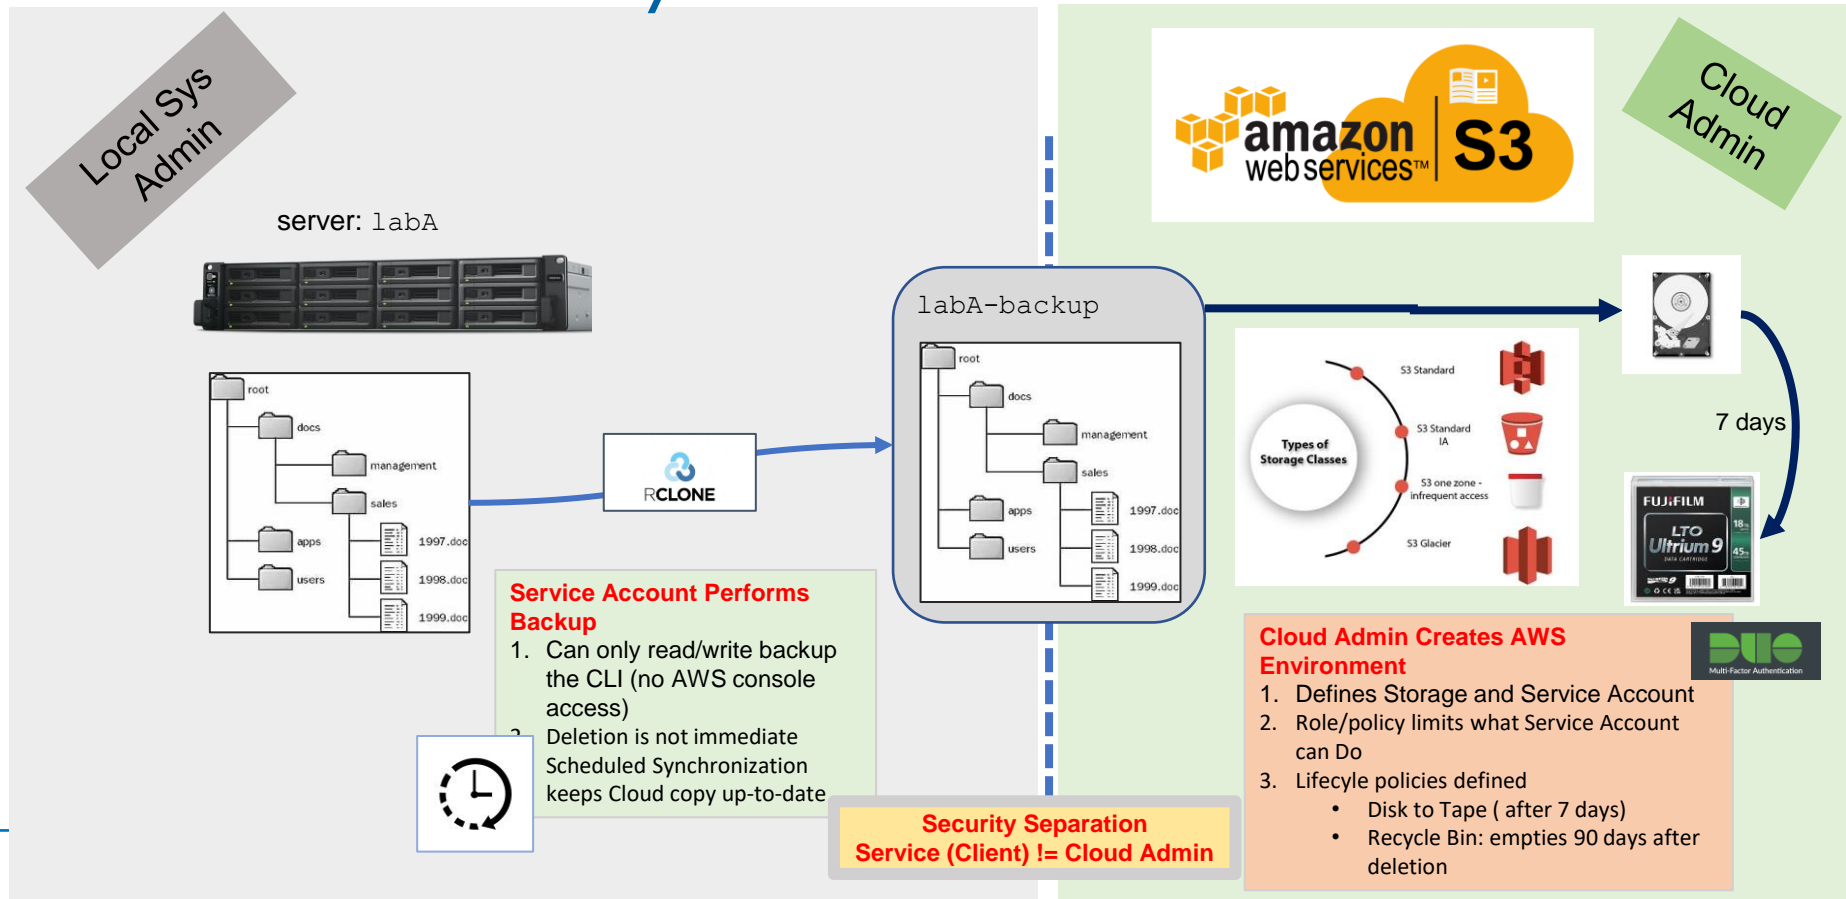 Local Sys
Admin
server: labA
root
docs
management
sales
apps
users
1997.doc
1998.doc
1999.doc
RCLONE
Service Account Performs
Backup
1. Can only read/write backup
the CLI (no AWS console
access)
2. Deletion is not immediate
Scheduled Synchronization
keeps Cloud copy up-to-date
labA-backup
root
docs
management
sales
apps
users
1997.doc
1998.doc
1999.doc
Security Separation
Service (Client) != Cloud Admin
amazon
web services™
S3
Cloud
Admin
Types of
Storage Classes
S3 Standard
S3 Standard
IA
S3 one zone -
infrequent access
S3 Glacier
7 days
FUJIFILM
LTO
Ultrium 9
DATA CARTRIDGE
18
45
Cloud Admin Creates AWS
Environment
DUO
Multi-Factor Authentication
1. Defines Storage and Service Account
2. Role/policy limits what Service Account
can Do
3. Lifecyle policies defined
• Disk to Tape ( after 7 days)
• Recycle Bin: empties 90 days after
deletion